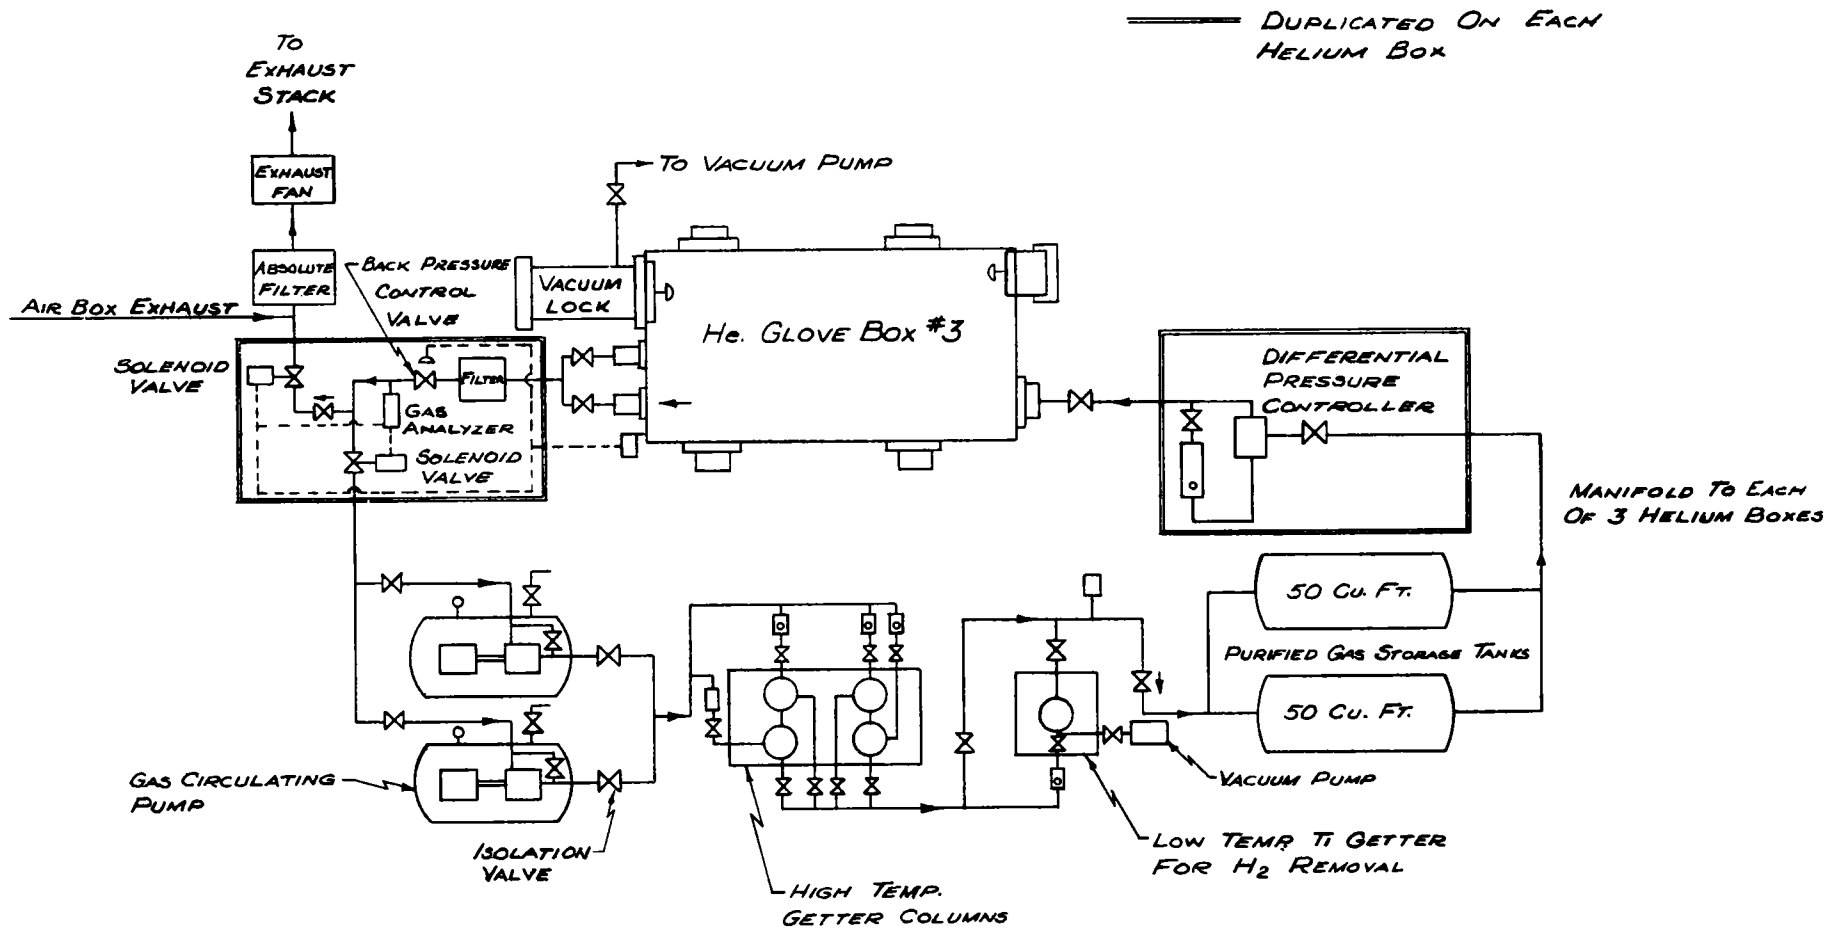 DUPLICATED ON EACH
HELIUM BOX
TO
EXHAUST
STACK
EXHAUST
FAN
TO VACUUM PUMP
ABSOLUTE
FILTER
BACK PRESSURE
CONTROL
VALVE
VACUUM
LOCK
AIR BOX EXHAUST
He. GLOVE BOX #3
SOLENOID
VALVE
FILTER
GAS
ANALYZER
SOLENOID
VALVE
DIFFERENTIAL
PRESSURE
CONTROLLER
MANIFOLD TO EACH
OF 3 HELIUM BOXES
50 CU. FT.
PURIFIED GAS STORAGE TANKS
50 CU. FT.
GAS CIRCULATING
PUMP
VACUUM PUMP
ISOLATION
VALVE
LOW TEMP. TI GETTER
FOR H2 REMOVAL
HIGH TEMP.
GETTER COLUMNS